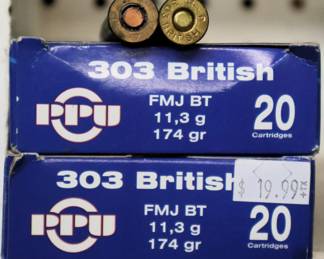 303 British
PPU
FMJ BT
11,3 g
174 gr
20
Cartridges
303 British
PPU
FMJ BT
11,3 g
174 gr
20
Cartridges
$ 19.99 +TX